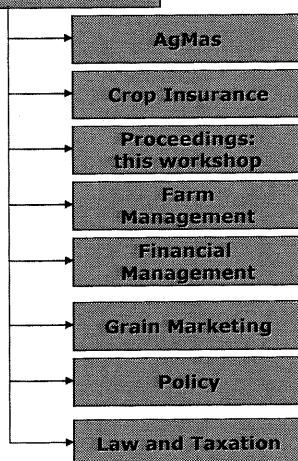 AgMas
Crop Insurance
Proceedings:
this workshop
Farm
Management
Financial
Management
Grain Marketing
Policy
Law and Taxation